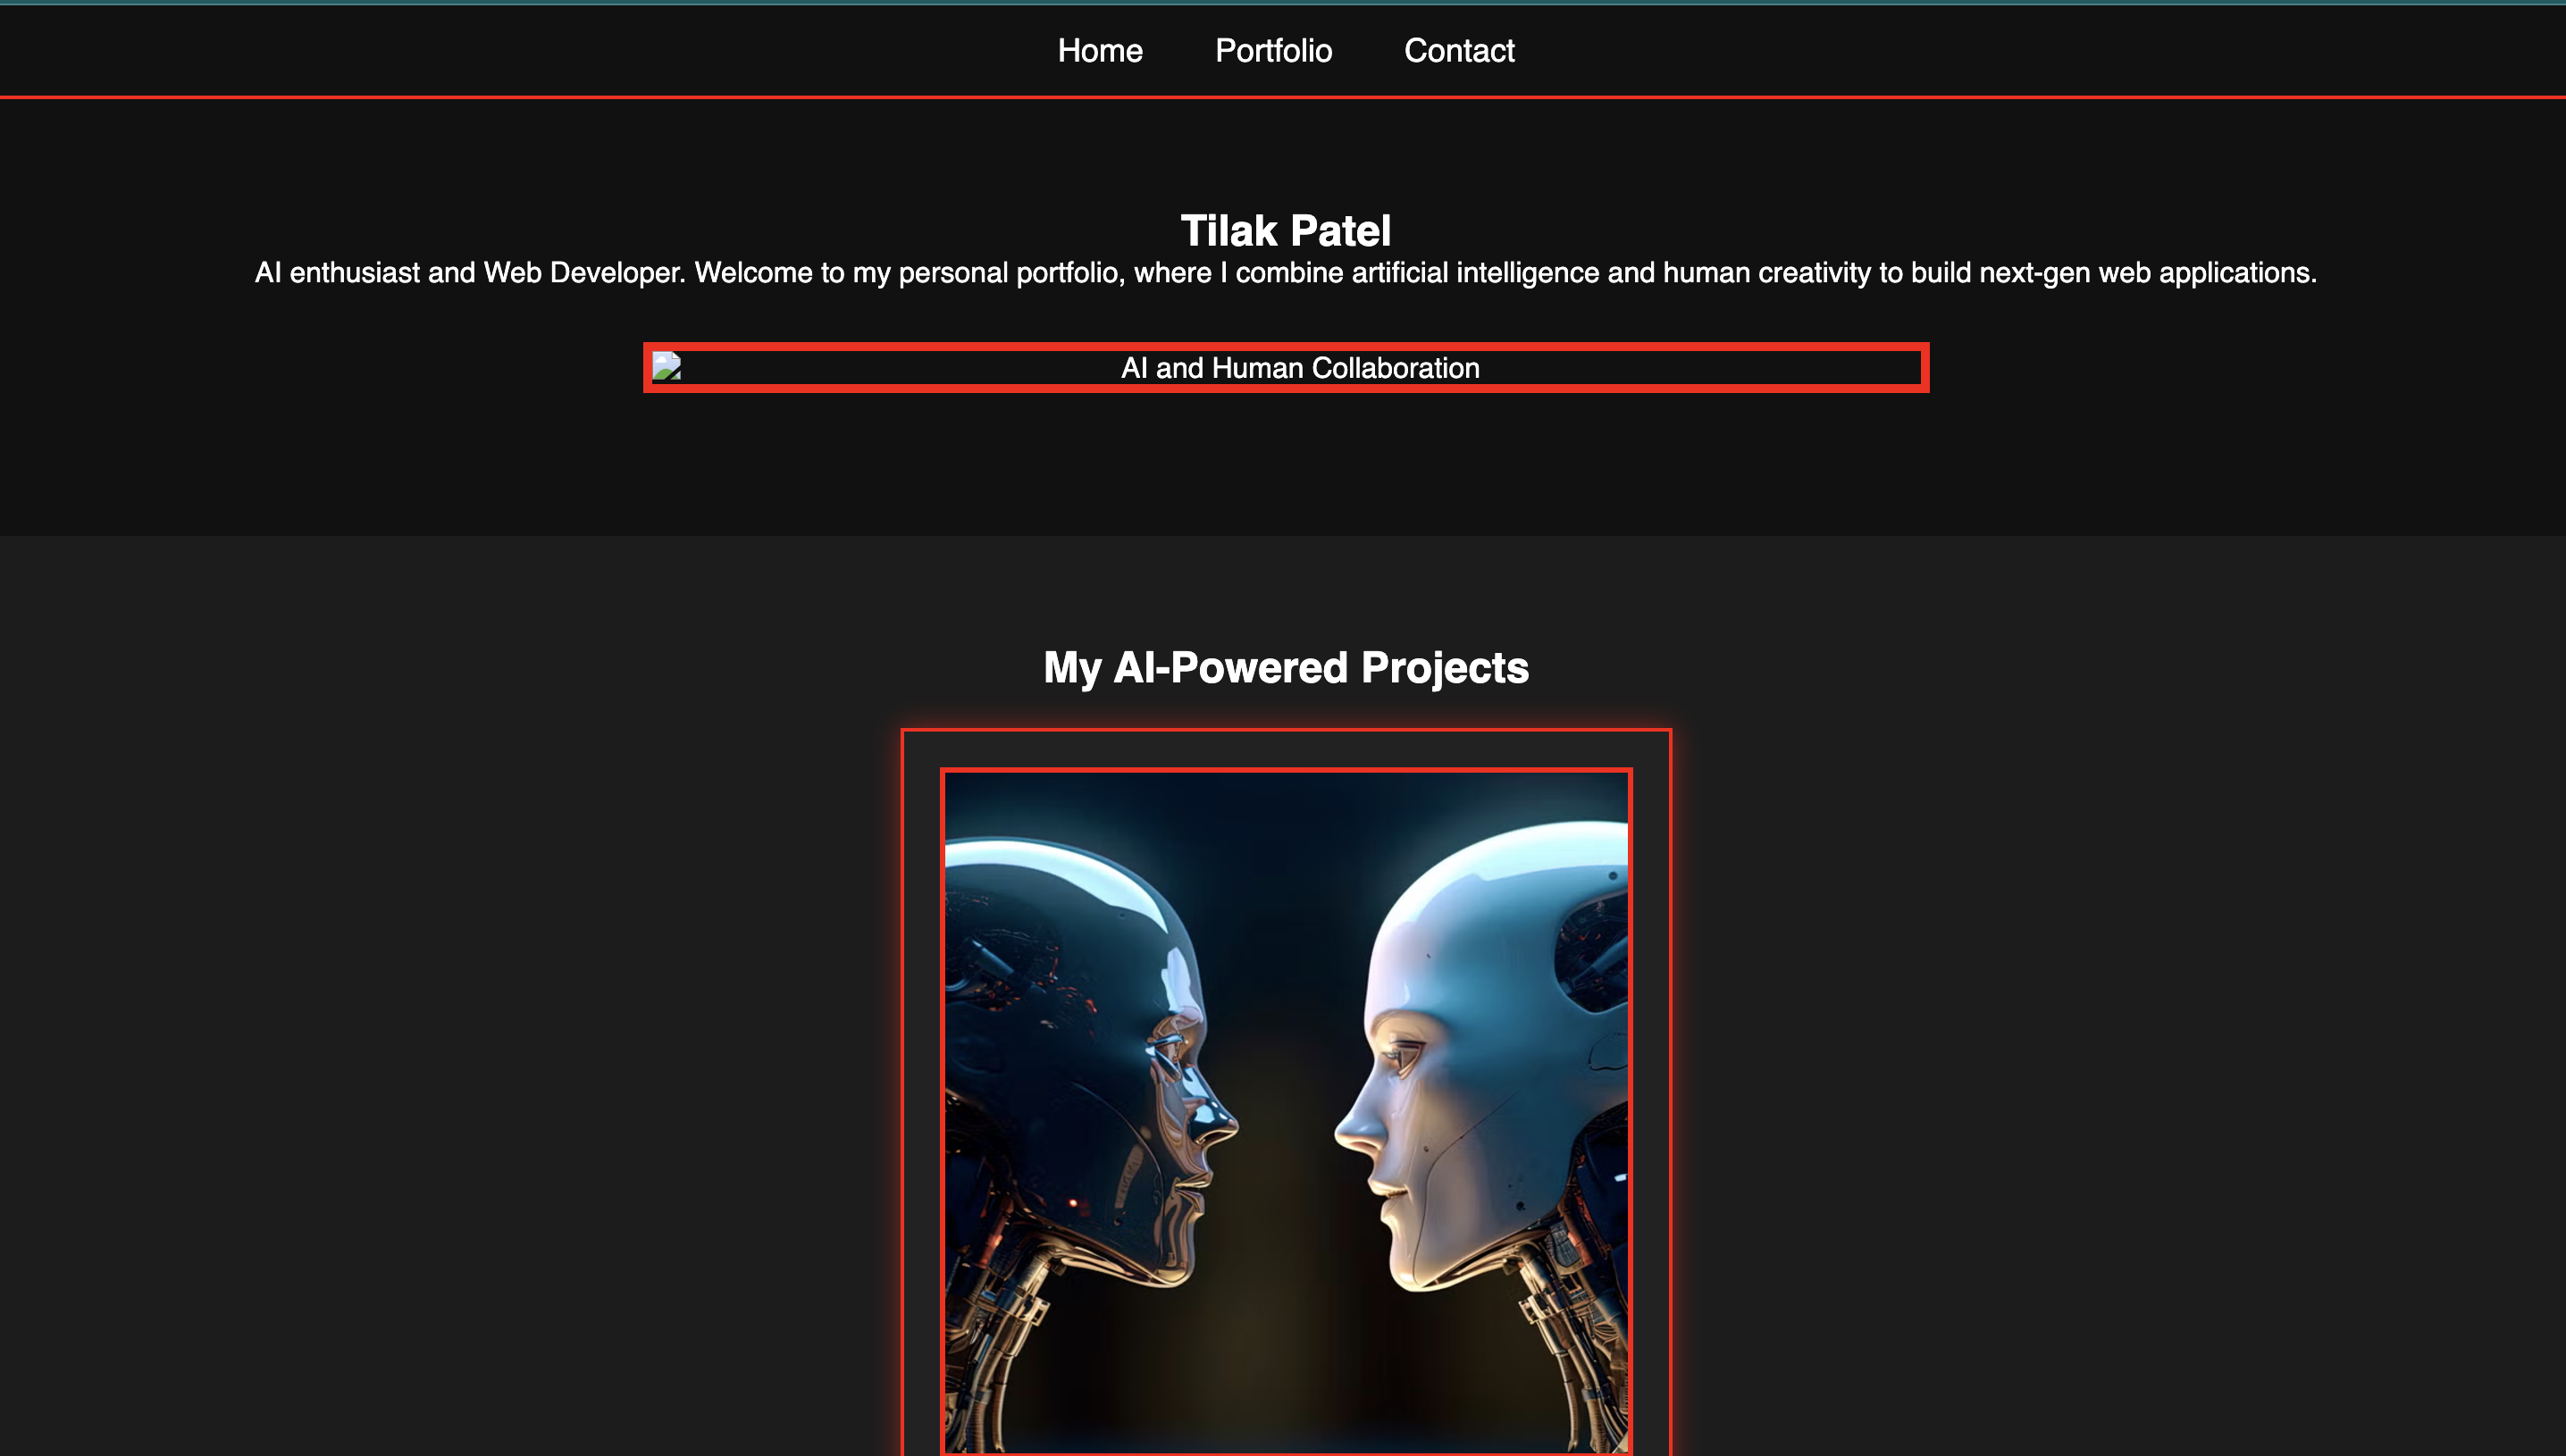 Home Portfolio Contact
Tilak Patel
AI enthusiast and Web Developer. Welcome to my personal portfolio, where I combine artificial intelligence and human creativity to build next-gen web applications.
AI and Human Collaboration
My AI-Powered Projects